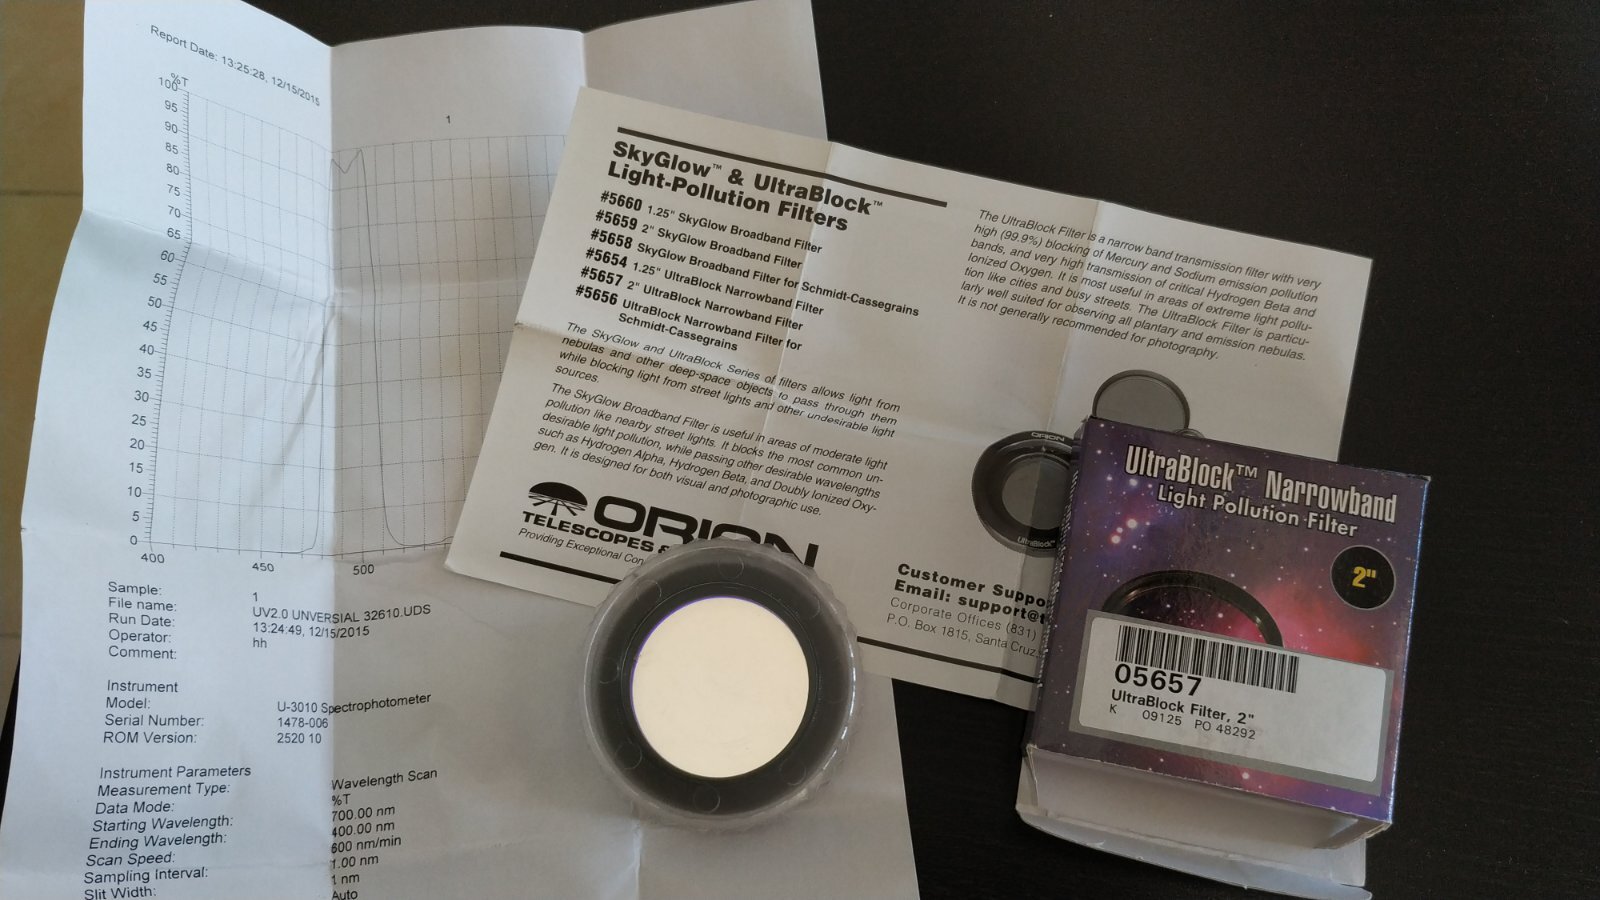 Report Date: 13:25:28, 12/15/2015
%T
100
95
90
85
80
75
70
65
60
55
50
45
40
35
30
25
20
15
10
5
0
400
450
500
1
Sample: 1
File name: UV2.0 UNVERSIAL 32610.UDS
Run Date: 13:24:49, 12/15/2015
Operator: hh
Comment:
Instrument
Model: U-3010 Spectrophotometer
Serial Number: 1478-006
ROM Version: 2520 10
Instrument Parameters
Measurement Type: Wavelength Scan
Data Mode: %T
Starting Wavelength: 700.00 nm
Ending Wavelength: 400.00 nm
Scan Speed: 600 nm/min
Sampling Interval: 1.00 nm
Slit Width: 1 nm
Auto
SkyGlow™ & UltraBlock™
Light-Pollution Filters
#5660 1.25" SkyGlow Broadband Filter
#5659 2" SkyGlow Broadband Filter
#5658 SkyGlow Broadband Filter for Schmidt-Cassegrains
#5654 1.25" UltraBlock Narrowband Filter
#5657 2" UltraBlock Narrowband Filter
#5656 UltraBlock Narrowband Filter for
Schmidt-Cassegrains
The SkyGlow and UltraBlock Series of filters allows light from
nebulas and other deep-space objects to pass through them
while blocking light from street lights and other undesirable light
sources.
The SkyGlow Broadband Filter is useful in areas of moderate light
pollution like nearby street lights. It blocks the most common un-
desirable light pollution, while passing other desirable wavelengths
such as Hydrogen Alpha, Hydrogen Beta, and Doubly Ionized Oxy-
gen. It is designed for both visual and photographic use.
ORION
TELESCOPES &
Providing Exceptional
The UltraBlock Filter is a narrow band transmission filter with very
high (99.9%) blocking of Mercury and Sodium emission pollution
bands, and very high transmission of critical Hydrogen Beta and
Ionized Oxygen. It is most useful in areas of extreme light pollu-
tion like cities and busy streets. The UltraBlock Filter is particu-
larly well suited for observing all plantary and emission nebulas.
It is not generally recommended for photography.
ORION
UltraBlock™
Customer Suppo
Email: support@t
Corporate Offices (831)
P.O. Box 1815, Santa Cruz,
UltraBlock™ Narrowband
Light Pollution Filter
2"
05657
UltraBlock Filter, 2"
K 09125 PO 48292